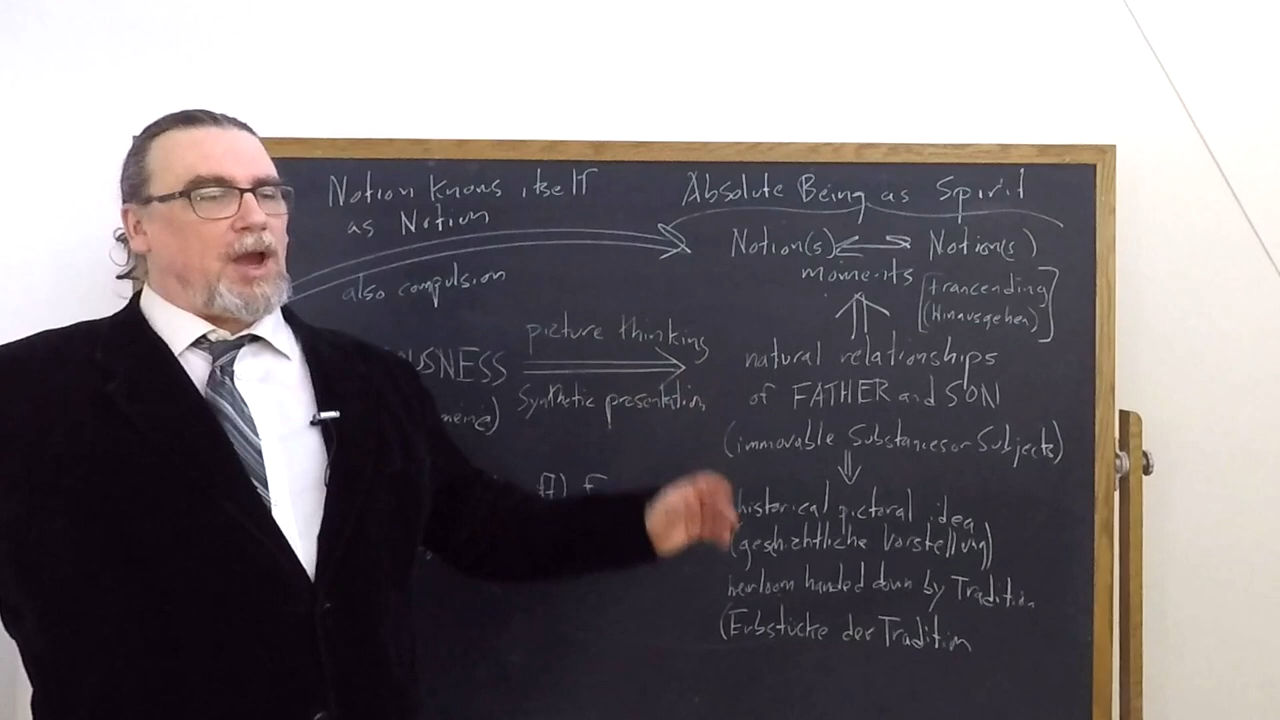 Notion knows itself
as Notion
also compulsion
picture thinking
USNESS
synthetic presentation
Absolute Being as Spirit
Notion(s) Notion(s)
moments [trancending
(Hinausgehen)]
natural relationships
of FATHER and SON
(immovable Substances or Subjects)
historical pictoral idea
(geschichtliche Vorstellung)
heirloom handed down by Tradition
(Erbstücke der Tradition